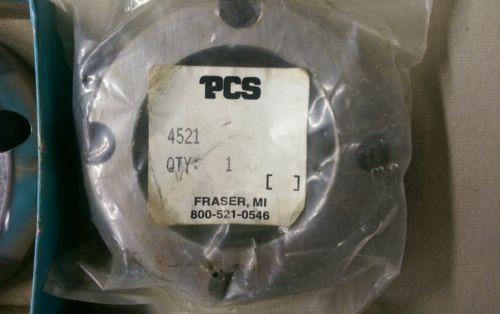 PCS
4521
QTY: 1
[ ]
FRASER, MI
800-521-0546